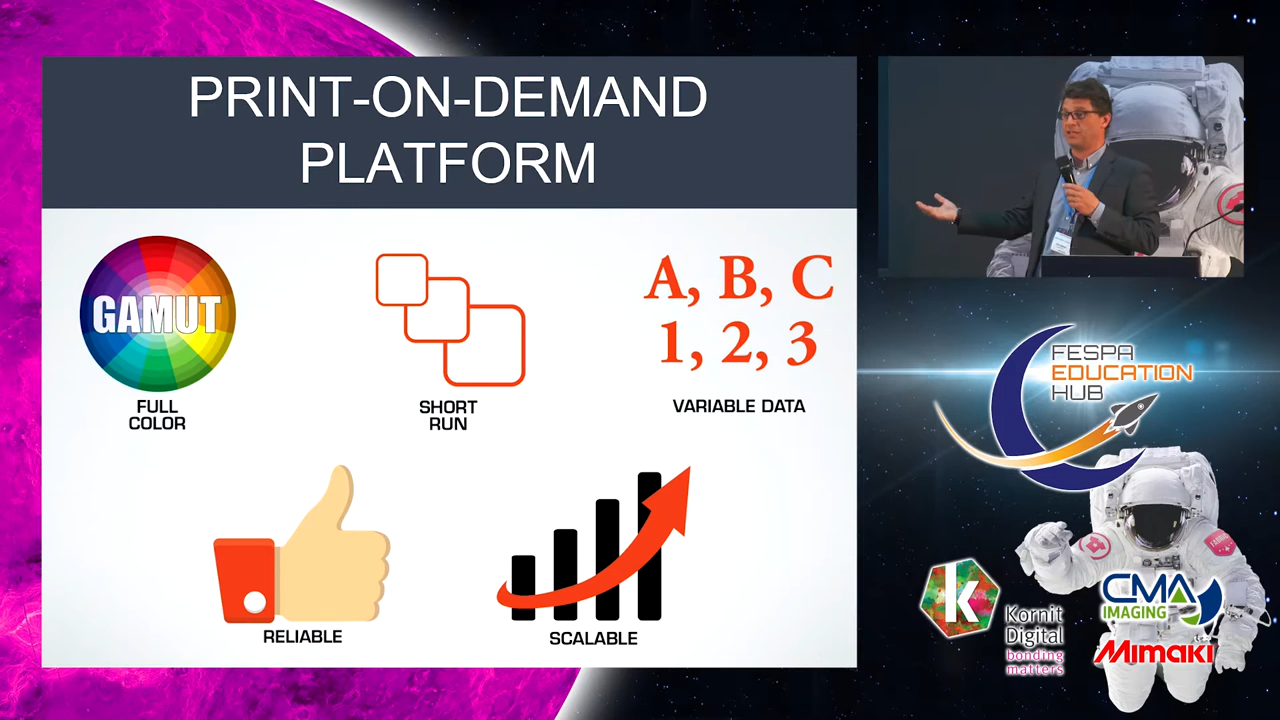 PRINT-ON-DEMAND
PLATFORM
GAMUT
FULL
COLOR
SHORT
RUN
A, B, C
1, 2, 3
VARIABLE DATA
RELIABLE
SCALABLE
FESPA
EDUCATION
HUB
k
Kornit
Digital
bonding
matters
CMA
IMAGING
Mimaki